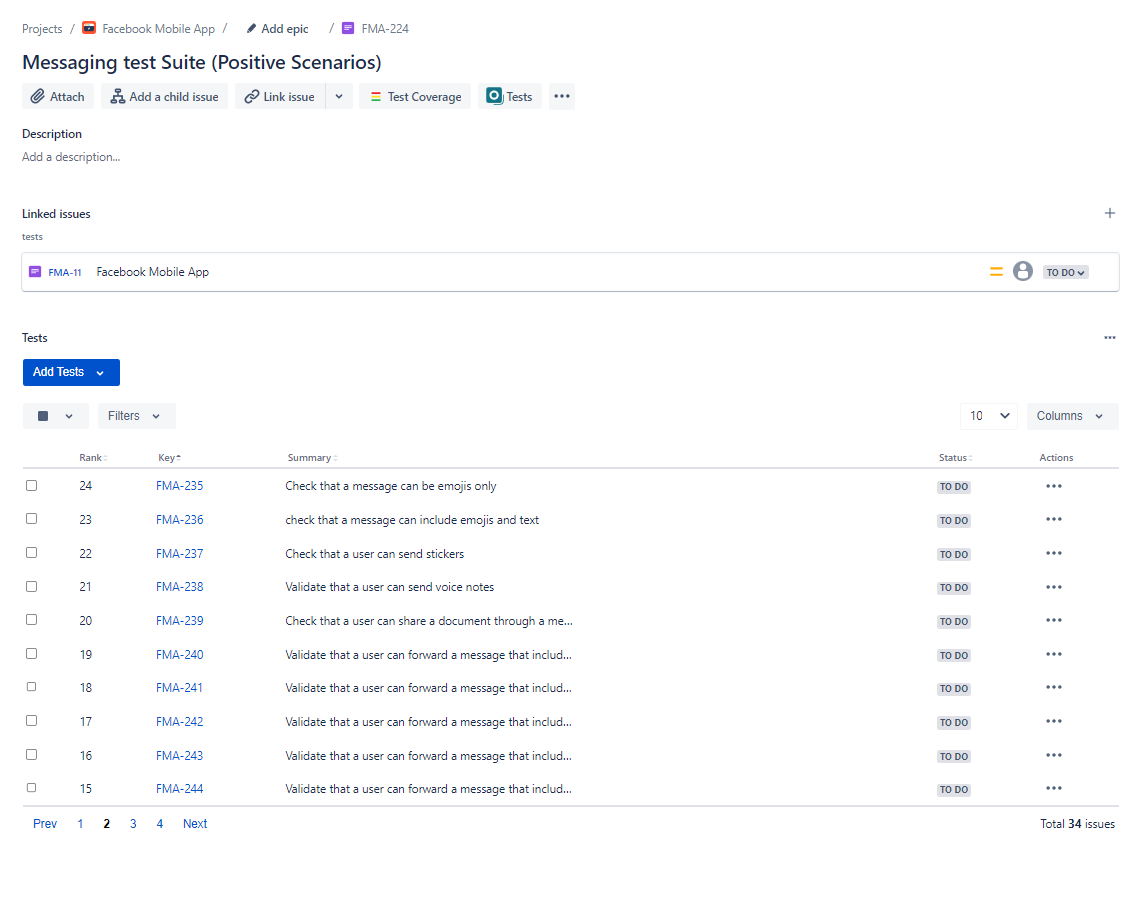 Projects / Facebook Mobile App / Add epic / FMA-224
Messaging test Suite (Positive Scenarios)
Attach Add a child issue Link issue Test Coverage Tests
Description
Add a description...
Linked issues
tests
FMA-11 Facebook Mobile App TO DO
Tests
Add Tests
Filters 10 Columns
Rank Key Summary Status Actions
24 FMA-235 Check that a message can be emojis only TO DO
23 FMA-236 check that a message can include emojis and text TO DO
22 FMA-237 Check that a user can send stickers TO DO
21 FMA-238 Validate that a user can send voice notes TO DO
20 FMA-239 Check that a user can share a document through a me... TO DO
19 FMA-240 Validate that a user can forward a message that includ... TO DO
18 FMA-241 Validate that a user can forward a message that includ... TO DO
17 FMA-242 Validate that a user can forward a message that includ... TO DO
16 FMA-243 Validate that a user can forward a message that includ... TO DO
15 FMA-244 Validate that a user can forward a message that includ... TO DO
Prev 1 2 3 4 Next Total 34 issues